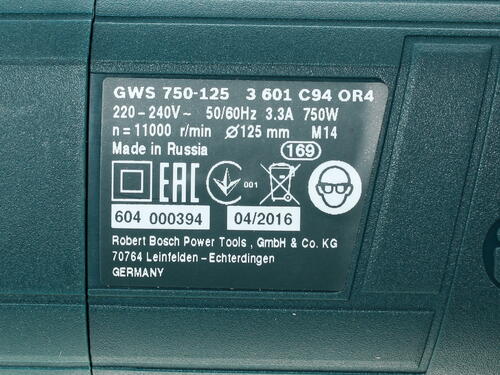 GWS 750-125 3 601 C94 0R4
220-240V~ 50/60Hz 3.3A 750W
n = 11000 r/min Ø125 mm M14
Made in Russia 169
EAC 001
604 000394 04/2016
Robert Bosch Power Tools , GmbH & Co. KG
70764 Leinfelden - Echterdingen
GERMANY